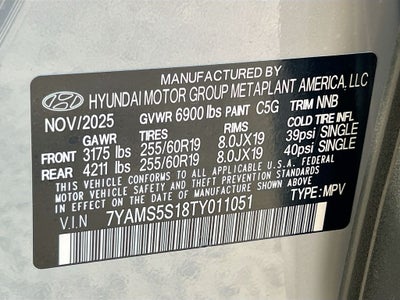 MANUFACTURED BY
HYUNDAI MOTOR GROUP METAPLANT AMERICA, LLC
NOV/2025 GVWR 6900 lbs PAINT C5G TRIM NNB
GAWR TIRES RIMS COLD TIRE INFL
FRONT 3175 lbs 255/60R19 8.0JX19 39psi SINGLE
REAR 4211 lbs 255/60R19 8.0JX19 40psi SINGLE
THIS VEHICLE CONFORMS TO ALL APPLICABLE U.S.A. FEDERAL
MOTOR VEHICLE SAFETY STANDARDS IN EFFECT ON
THE DATE OF MANUFACTURE SHOWN ABOVE.
V.I.N 7YAMS5S18TY011051 TYPE: MPV